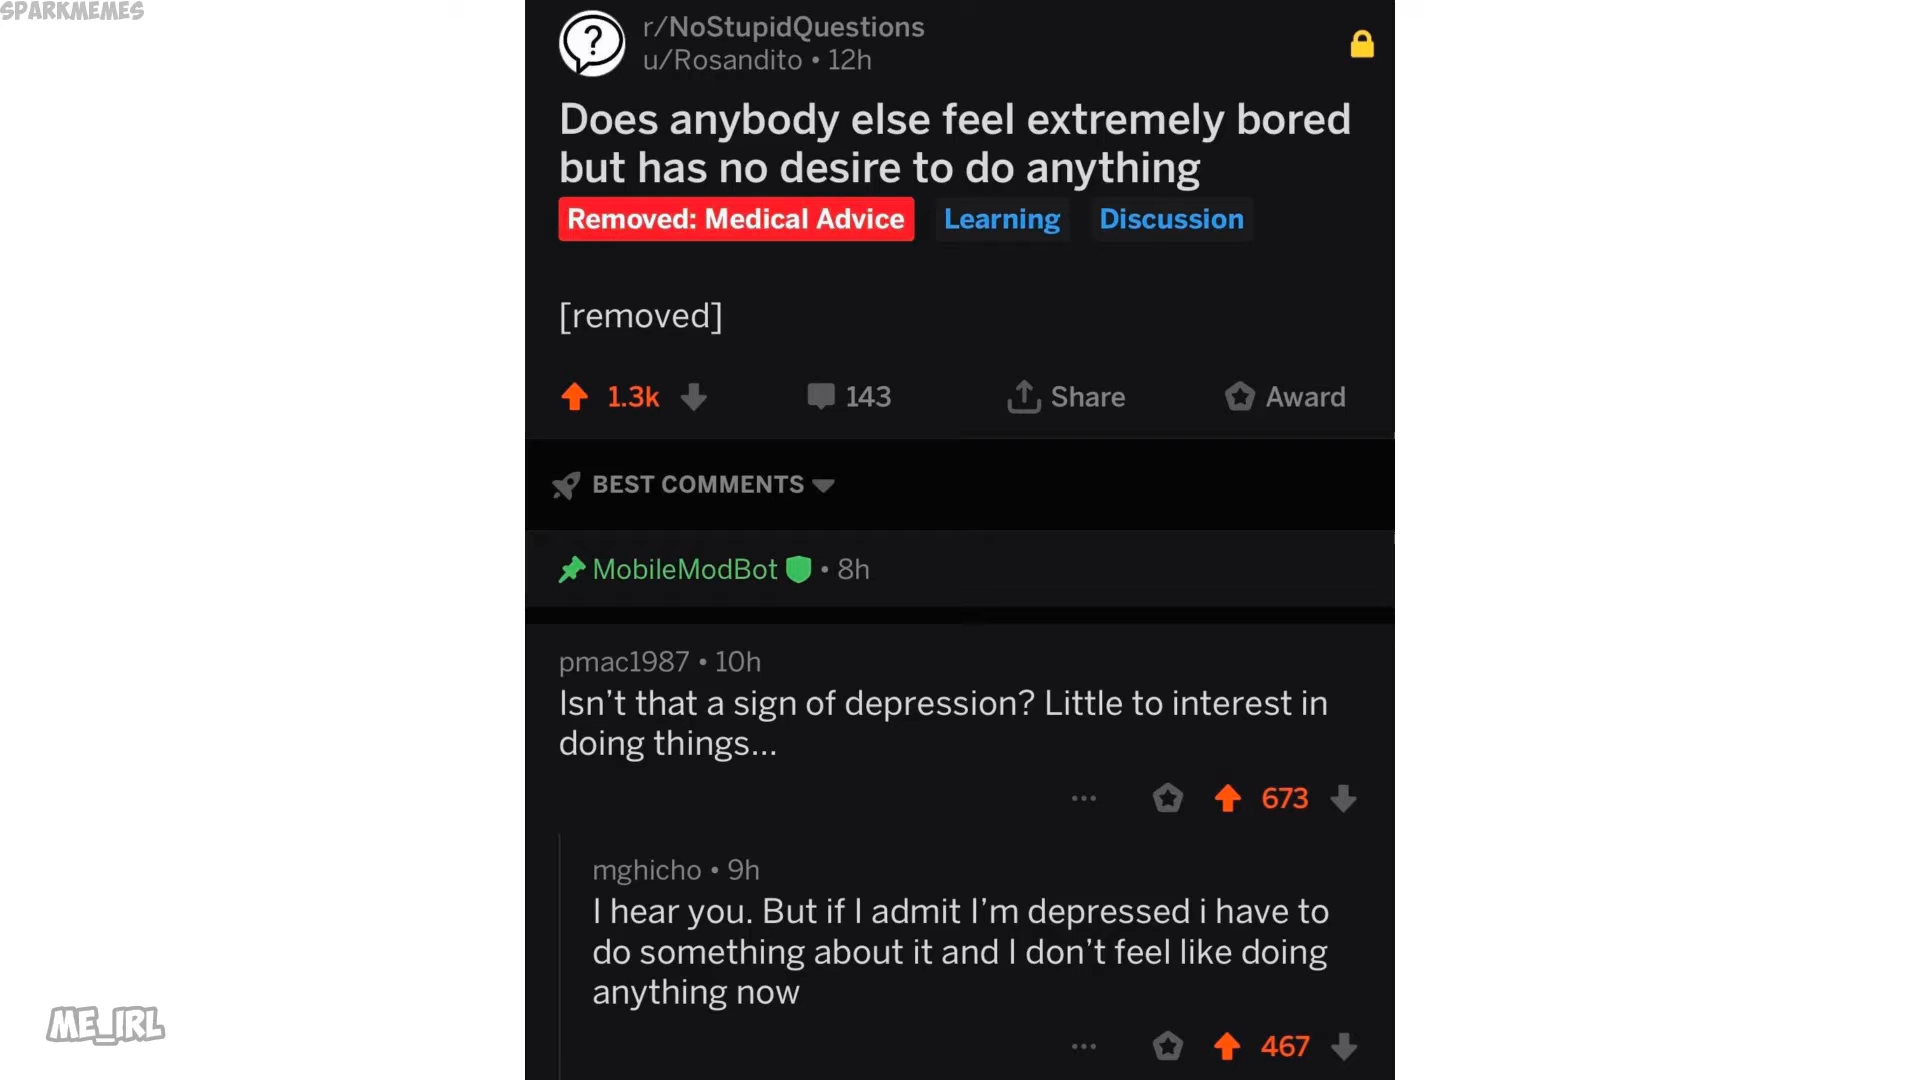 SPARKMEMES
r/NoStupidQuestions
u/Rosandito • 12h
Does anybody else feel extremely bored
but has no desire to do anything
Removed: Medical Advice Learning Discussion
[removed]
1.3k 143 Share Award
BEST COMMENTS
MobileModBot • 8h
pmac1987 • 10h
Isn’t that a sign of depression? Little to interest in
doing things...
... 673
mghicho • 9h
I hear you. But if I admit I’m depressed i have to
do something about it and I don’t feel like doing
anything now
... 467
ME_IRL